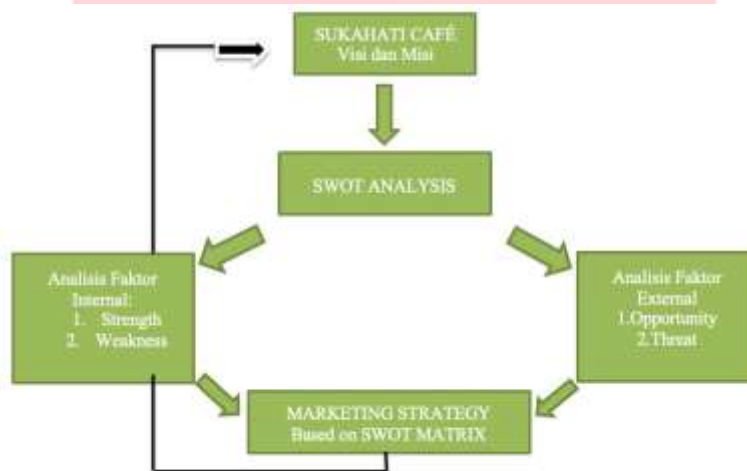 SUKAHATI CAFÉ
Visi dan Misi
SWOT ANALYSIS
Analisis Faktor
Internal:
1. Strength
2. Weakness
Analisis Faktor
External
1.Opportunity
2.Threat
MARKETING STRATEGY
Based on SWOT MATRIX